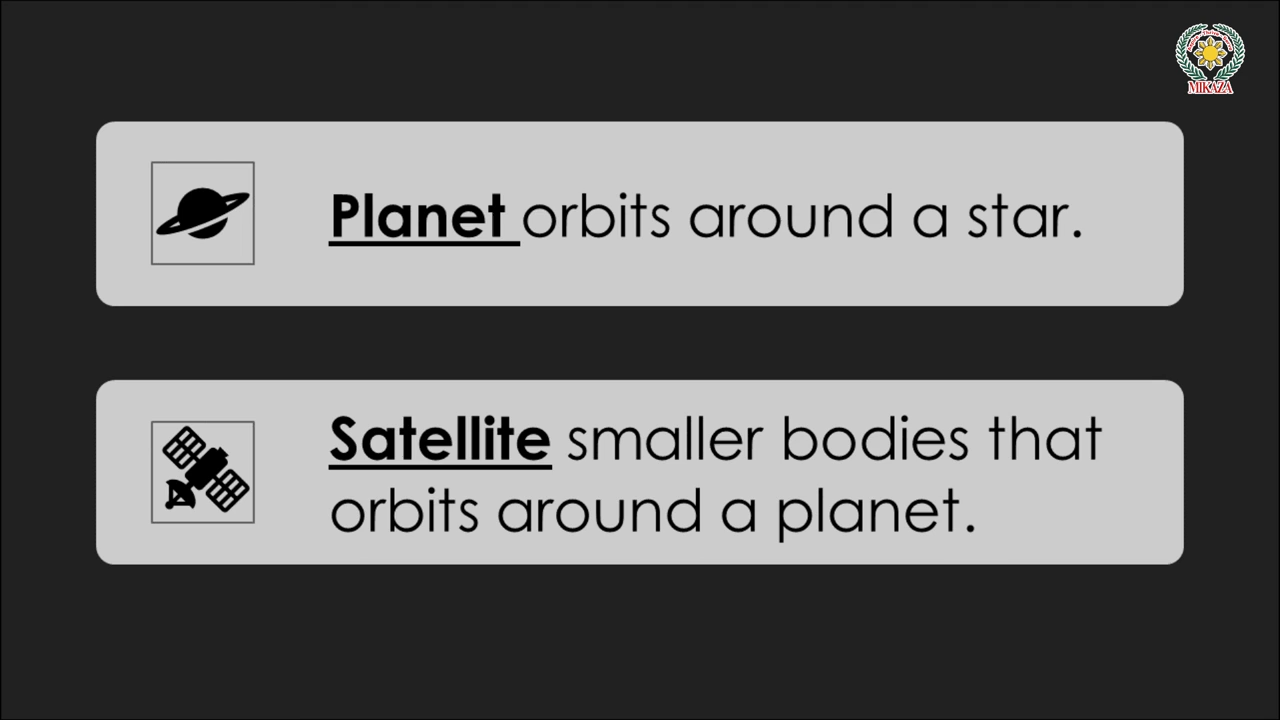 MIKAZA
Planet orbits around a star.
Satellite smaller bodies that
orbits around a planet.